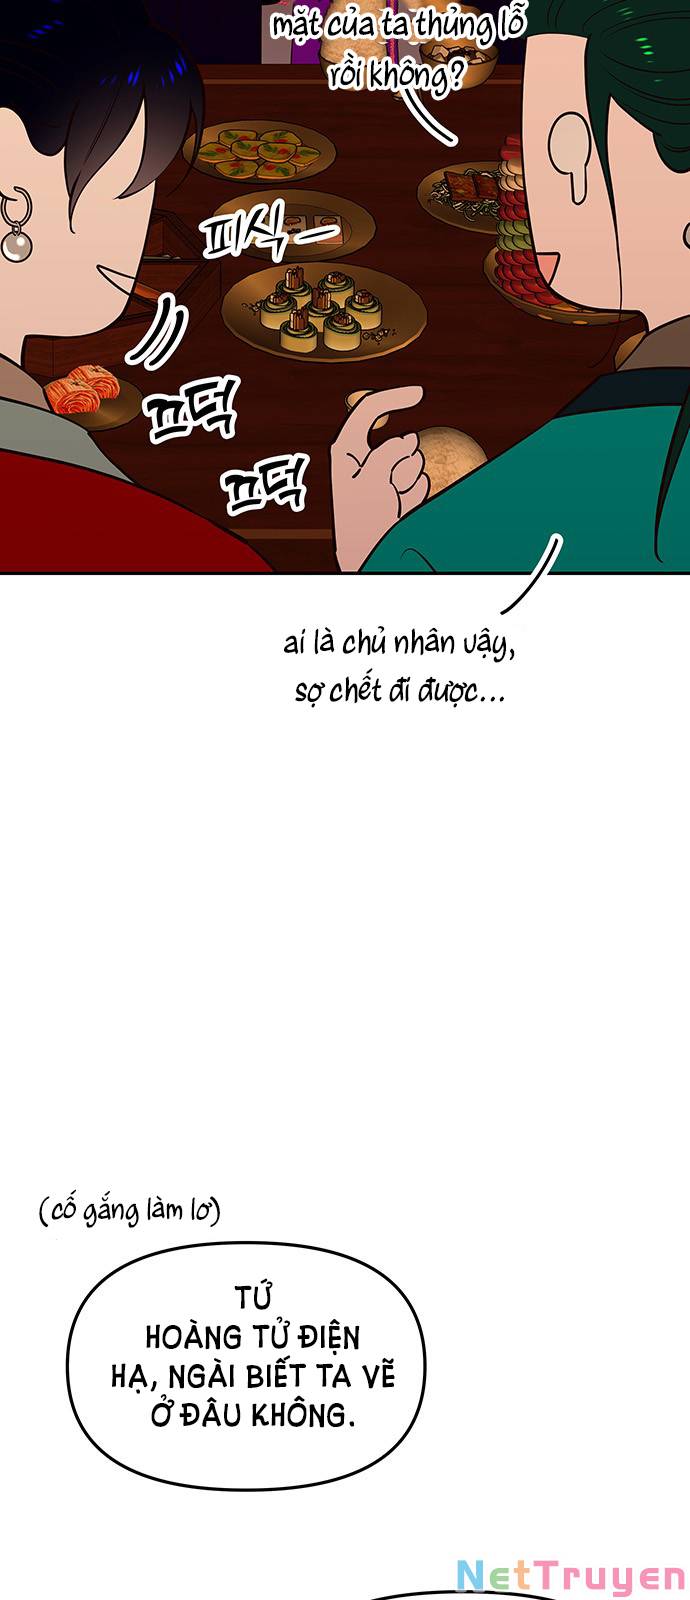 mặt của ta thủng lỗ
rồi không?
피식-
끄덕
끄덕
ai là chủ nhân vậy,
sợ chết đi được...
(cố gắng làm lơ)
TỨ
HOÀNG TỬ ĐIỆN
HẠ, NGÀI BIẾT TA VẼ
Ở ĐÂU KHÔNG.
NetTruyen